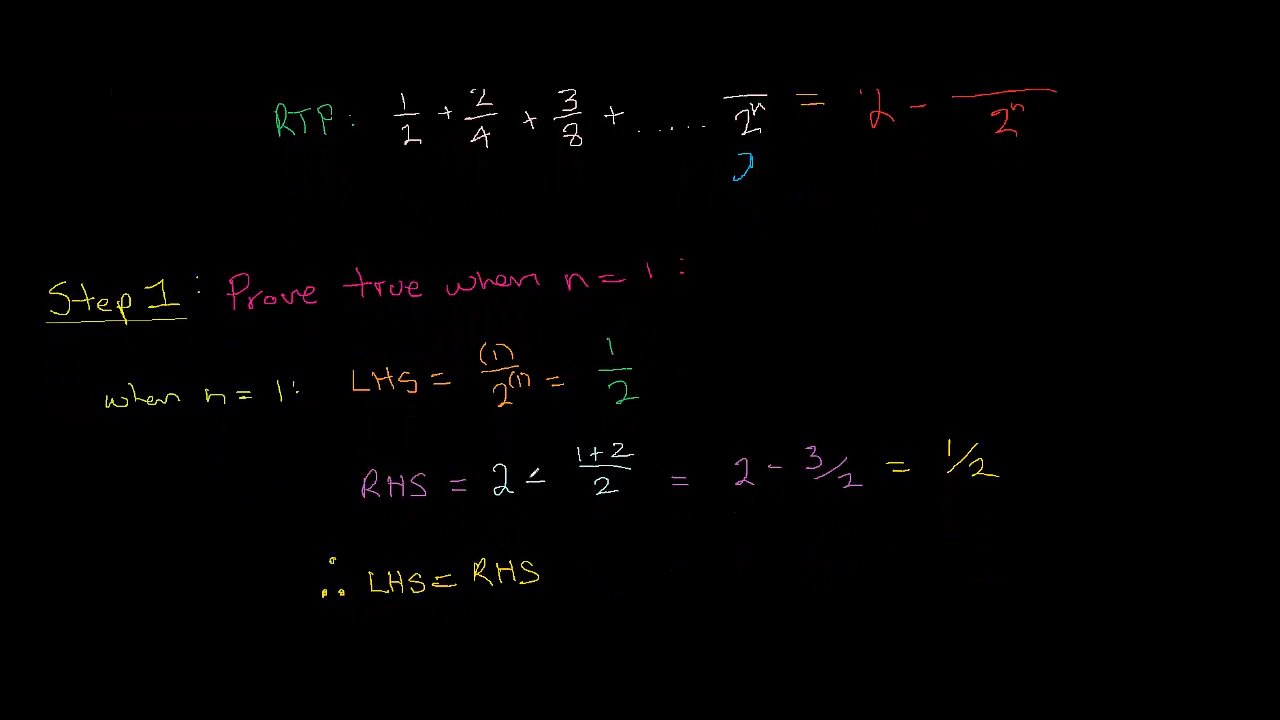 RTP: 1/2 + 2/4 + 3/8 + ..... /2^n = 2 - /2^n
Step 1: Prove true when n = 1:
when n = 1: LHS = (1)/2^(1) = 1/2
RHS = 2 - (1+2)/2 = 2 - 3/2 = 1/2
∴ LHS = RHS